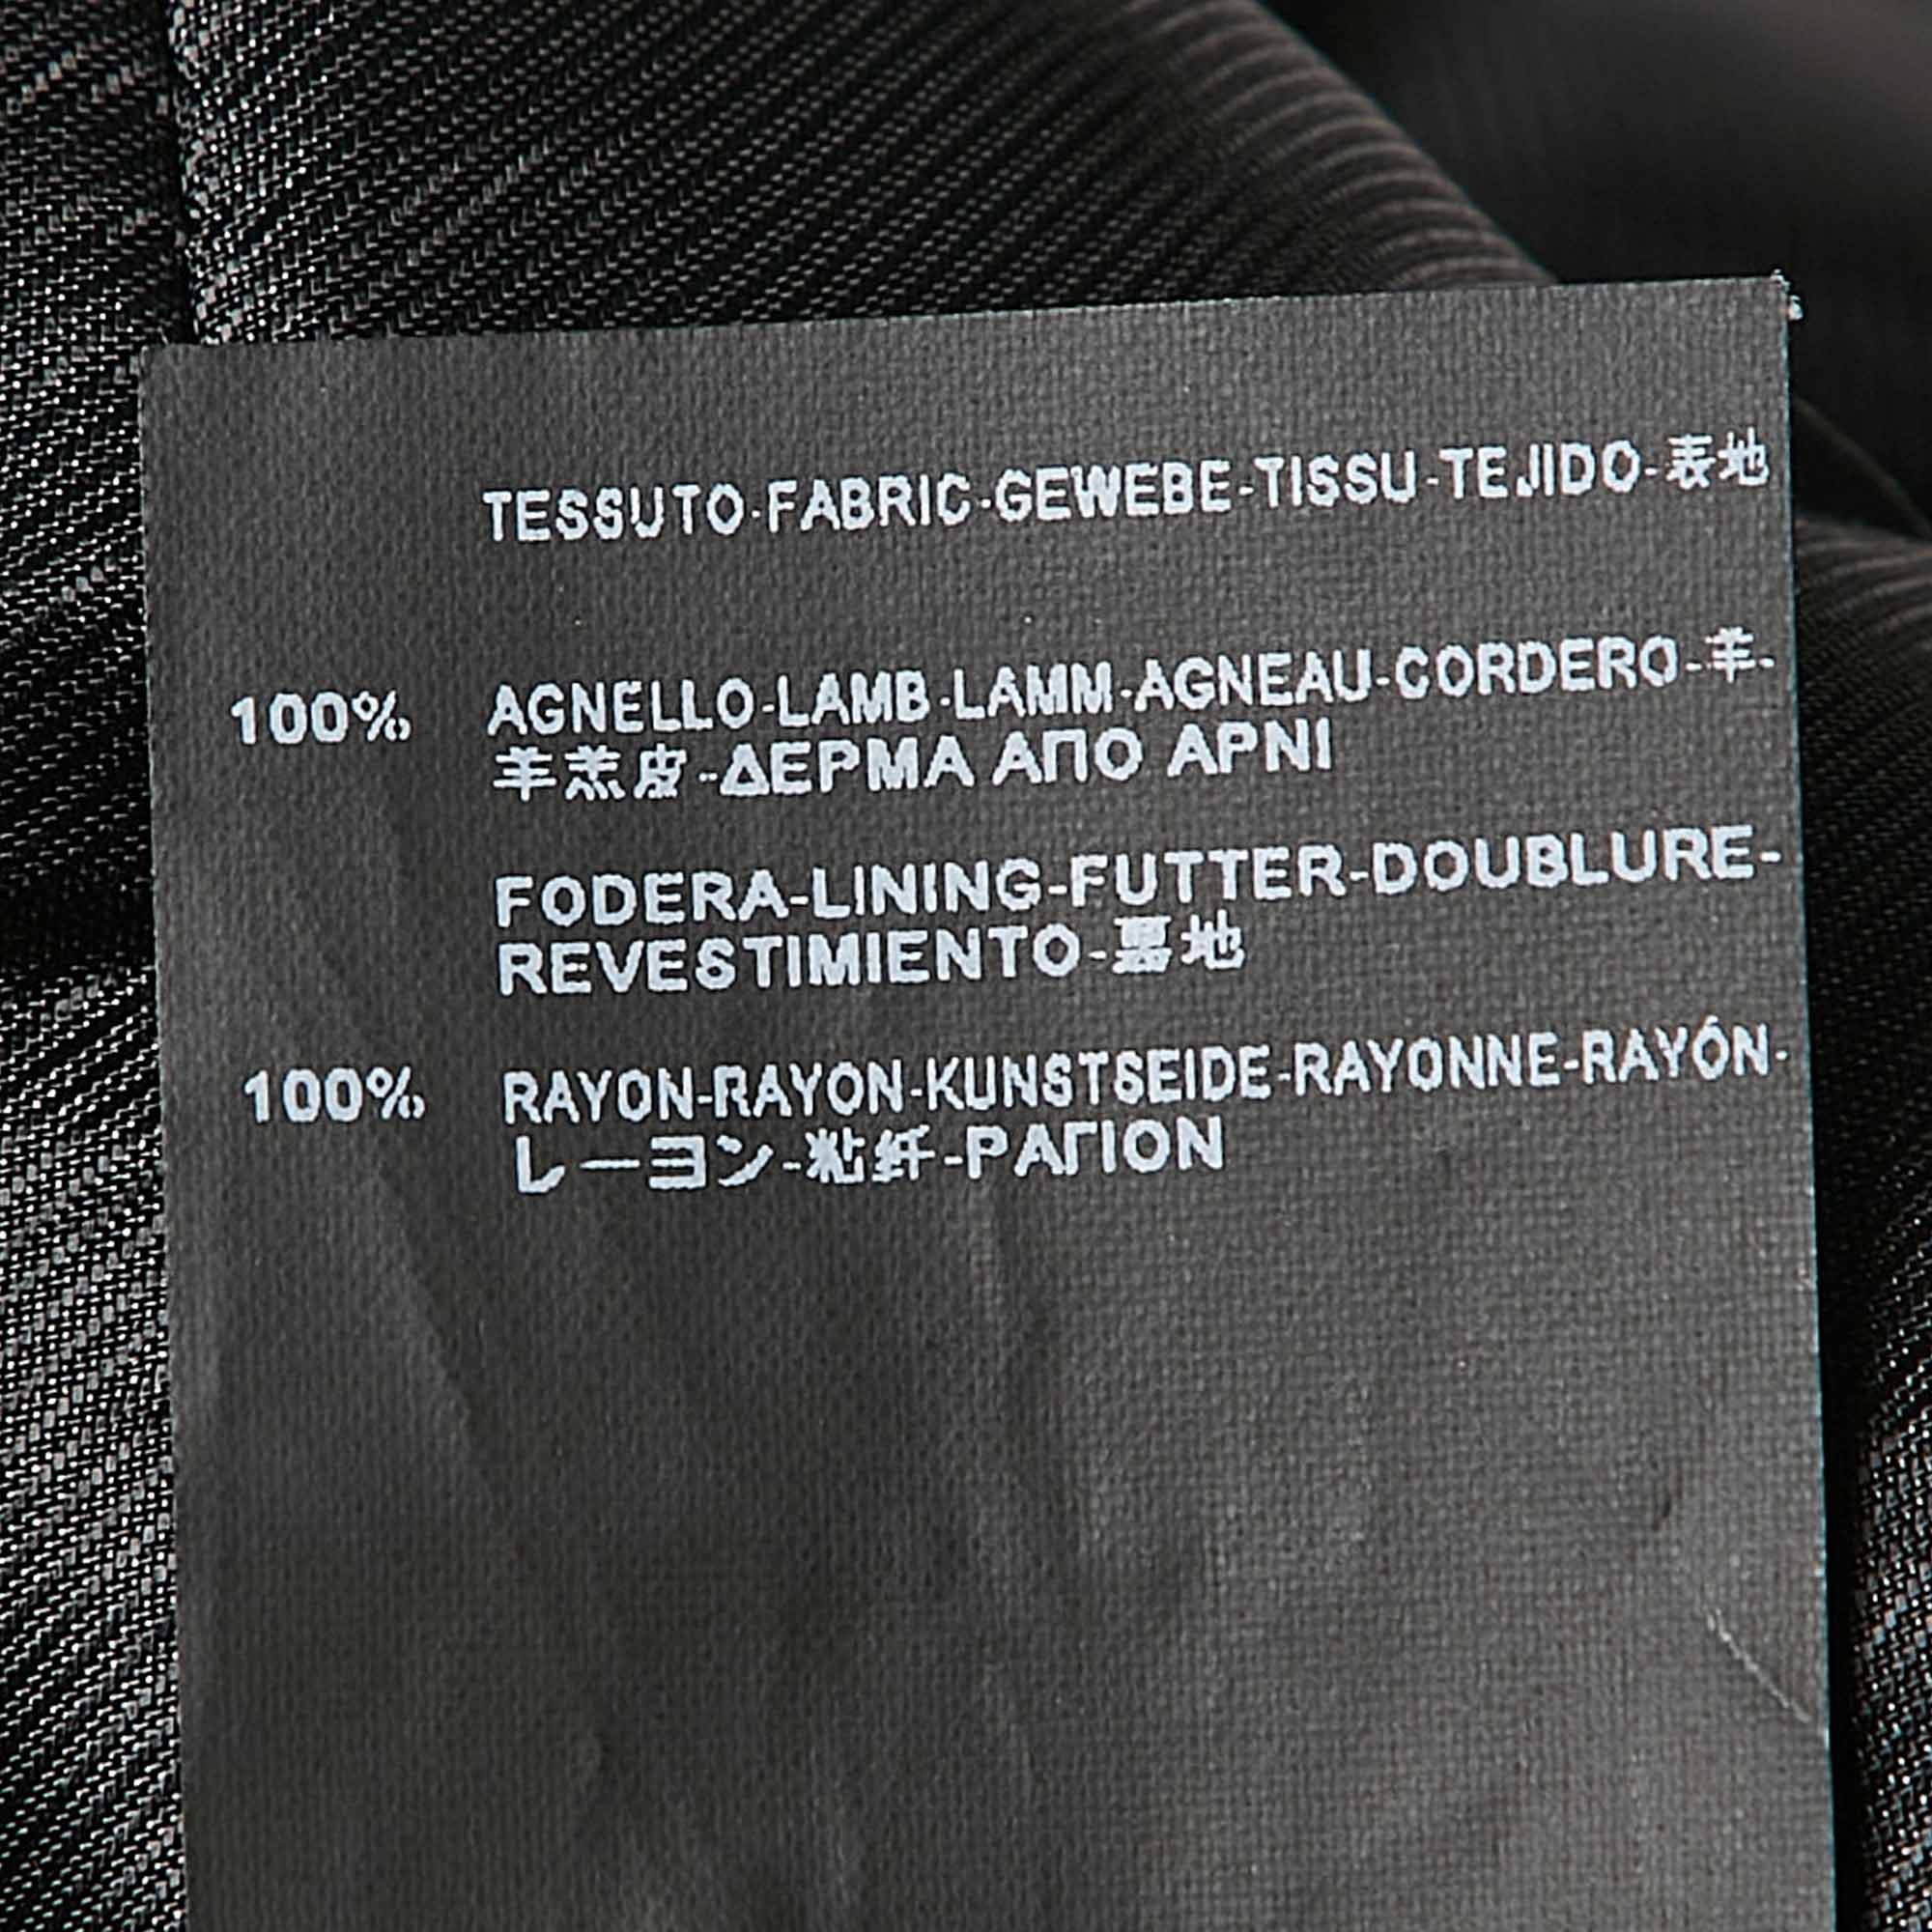 TESSUTO-FABRIC-GEWEBE-TISSU-TEJIDO-表地
100% AGNELLO-LAMB-LAMM-AGNEAU-CORDERO-羊-
羊羔皮-ΔΕΡΜΑ ΑΠΟ ΑΡΝΙ
FODERA-LINING-FUTTER-DOUBLURE-
REVESTIMIENTO-裏地
100% RAYON-RAYON-KUNSTSEIDE-RAYONNE-RAYÓN-
レーヨン-粘纤-ΡΑΓΙΟΝ